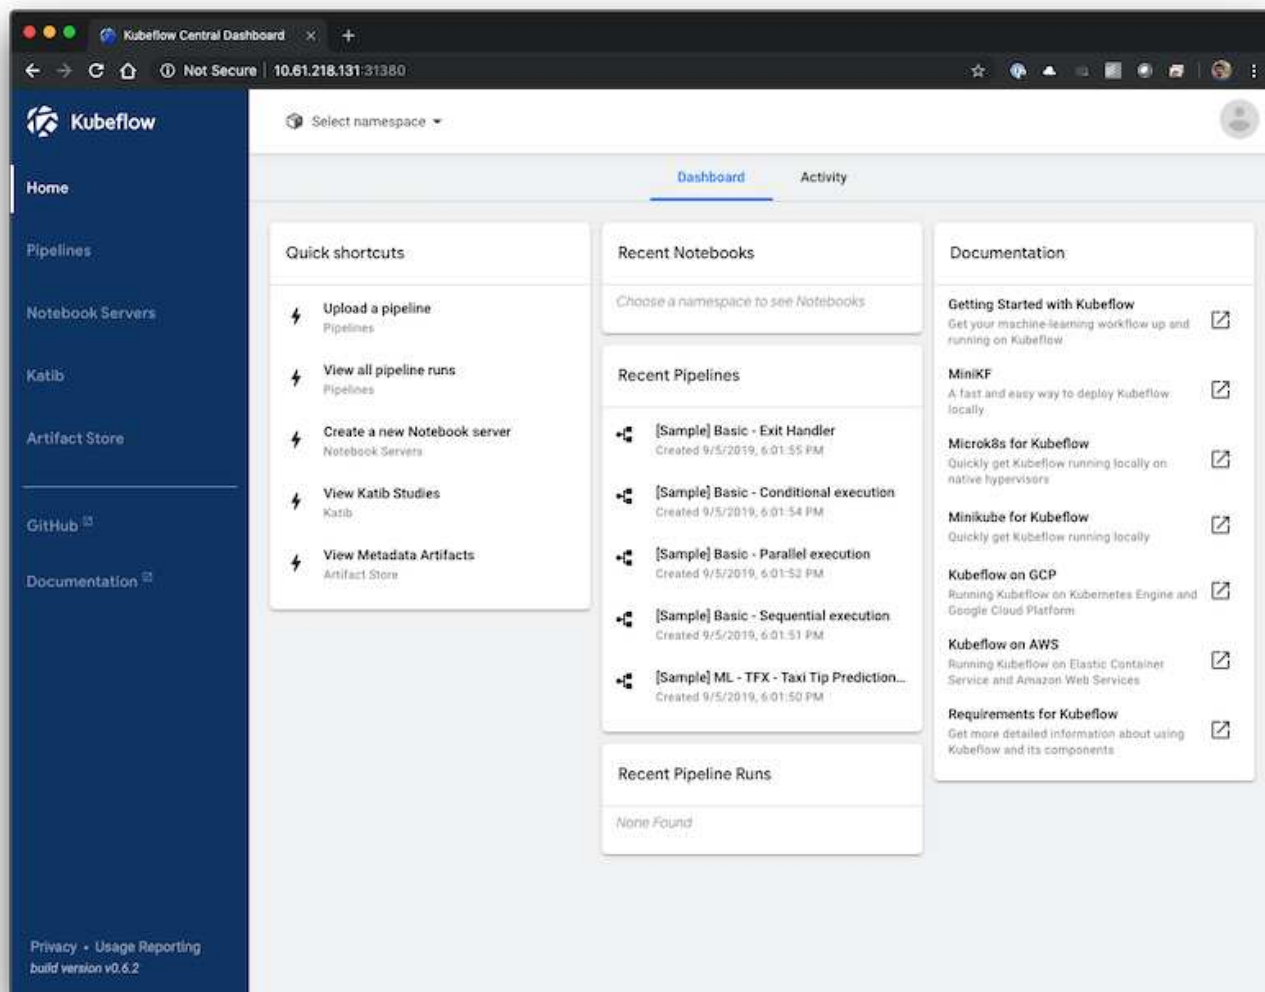 Kubeflow Central Dashboard
Not Secure 10.61.218.131:31380
Kubeflow
Select namespace
Home
Pipelines
Notebook Servers
Katib
Artifact Store
GitHub
Documentation
Privacy • Usage Reporting
build version v0.6.2
Dashboard
Activity
Quick shortcuts
Upload a pipeline
Pipelines
View all pipeline runs
Pipelines
Create a new Notebook server
Notebook Servers
View Katib Studies
Katib
View Metadata Artifacts
Artifact Store
Recent Notebooks
Choose a namespace to see Notebooks
Recent Pipelines
[Sample] Basic - Exit Handler
Created 9/5/2019, 6:01:55 PM
[Sample] Basic - Conditional execution
Created 9/5/2019, 6:01:54 PM
[Sample] Basic - Parallel execution
Created 9/5/2019, 6:01:52 PM
[Sample] Basic - Sequential execution
Created 9/5/2019, 6:01:51 PM
[Sample] ML - TFX - Taxi Tip Prediction...
Created 9/5/2019, 6:01:50 PM
Recent Pipeline Runs
None Found
Documentation
Getting Started with Kubeflow
Get your machine-learning workflow up and
running on Kubeflow
MiniKF
A fast and easy way to deploy Kubeflow
locally
Microk8s for Kubeflow
Quickly get Kubeflow running locally on
native hypervisors
Minikube for Kubeflow
Quickly get Kubeflow running locally
Kubeflow on GCP
Running Kubeflow on Kubernetes Engine and
Google Cloud Platform
Kubeflow on AWS
Running Kubeflow on Elastic Container
Service and Amazon Web Services
Requirements for Kubeflow
Get more detailed information about using
Kubeflow and its components